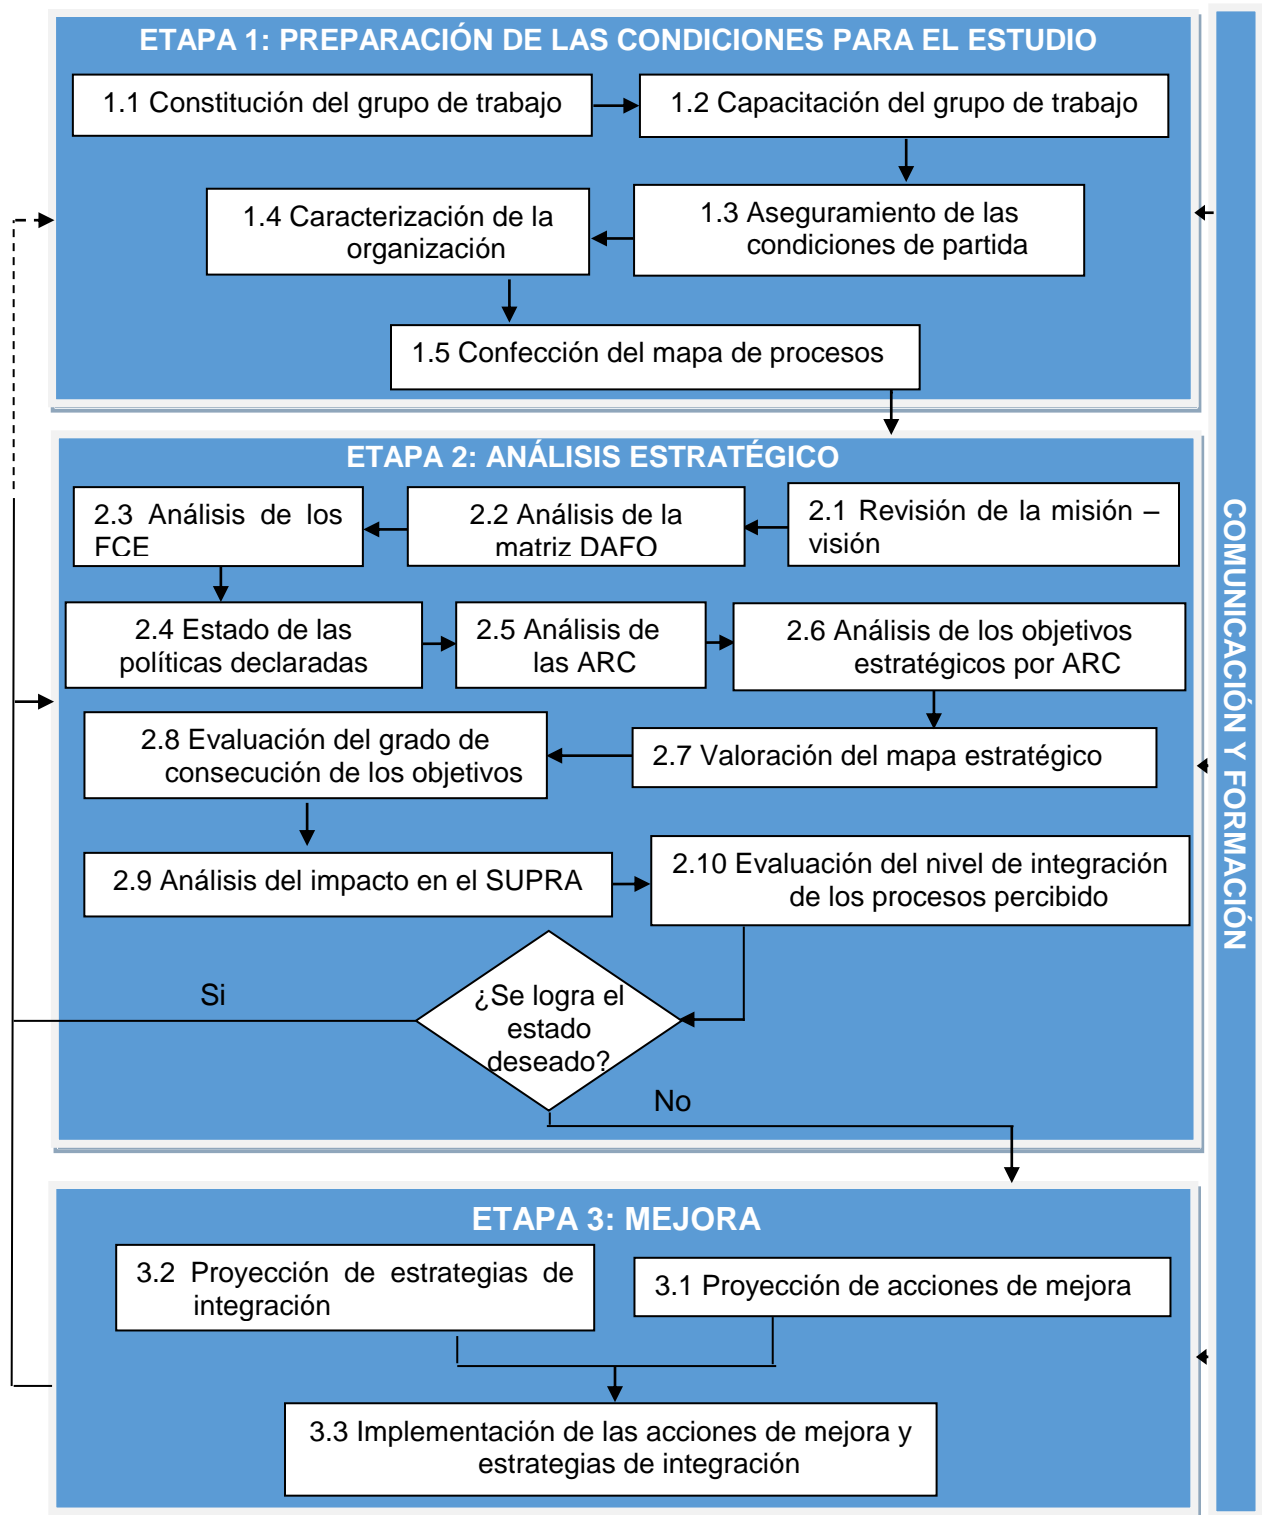 ETAPA 1: PREPARACIÓN DE LAS CONDICIONES PARA EL ESTUDIO
1.1 Constitución del grupo de trabajo
1.2 Capacitación del grupo de trabajo
1.3 Aseguramiento de las
condiciones de partida
1.4 Caracterización de la
organización
1.5 Confección del mapa de procesos
ETAPA 2: ANÁLISIS ESTRATÉGICO
2.1 Revisión de la misión –
visión
2.2 Análisis de la
matriz DAFO
2.3 Análisis de los
FCE
2.4 Estado de las
políticas declaradas
2.5 Análisis de
las ARC
2.6 Análisis de los objetivos
estratégicos por ARC
2.7 Valoración del mapa estratégico
2.8 Evaluación del grado de
consecución de los objetivos
2.9 Análisis del impacto en el SUPRA
2.10 Evaluación del nivel de integración
de los procesos percibido
¿Se logra el
estado
deseado?
Si
No
ETAPA 3: MEJORA
3.1 Proyección de acciones de mejora
3.2 Proyección de estrategias de
integración
3.3 Implementación de las acciones de mejora y
estrategias de integración
COMUNICACIÓN Y FORMACIÓN